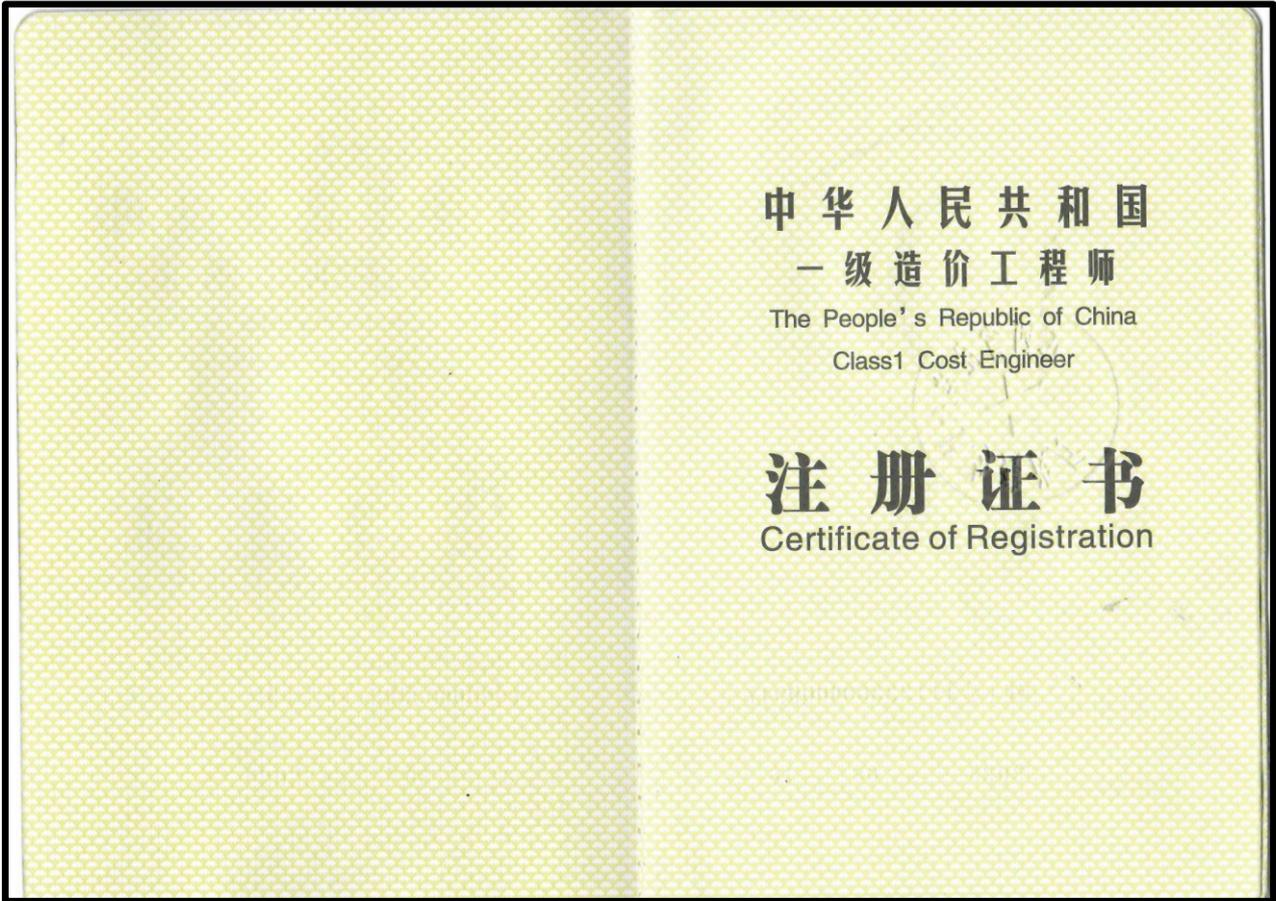 中华人民共和国
一级造价工程师
The People's Republic of China
Class1 Cost Engineer
注册证书
Certificate of Registration